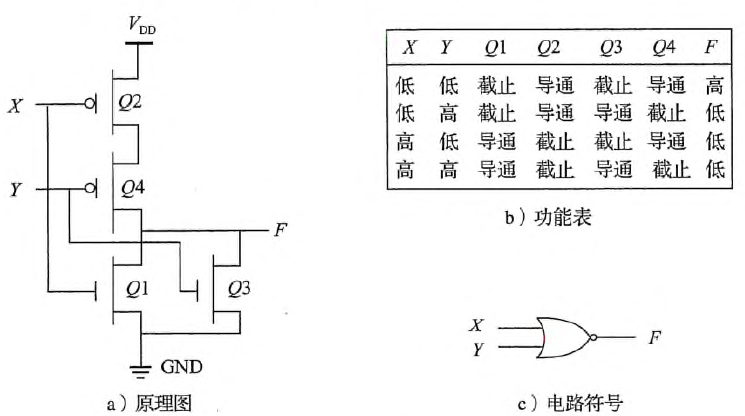 V_DD
X
Q2
Y
Q4
F
Q1
Q3
GND
a）原理图
X Y Q1 Q2 Q3 Q4 F
低 低 截止 导通 截止 导通 高
低 高 截止 导通 导通 截止 低
高 低 导通 截止 截止 导通 低
高 高 导通 截止 导通 截止 低
b）功能表
X
Y
F
c）电路符号